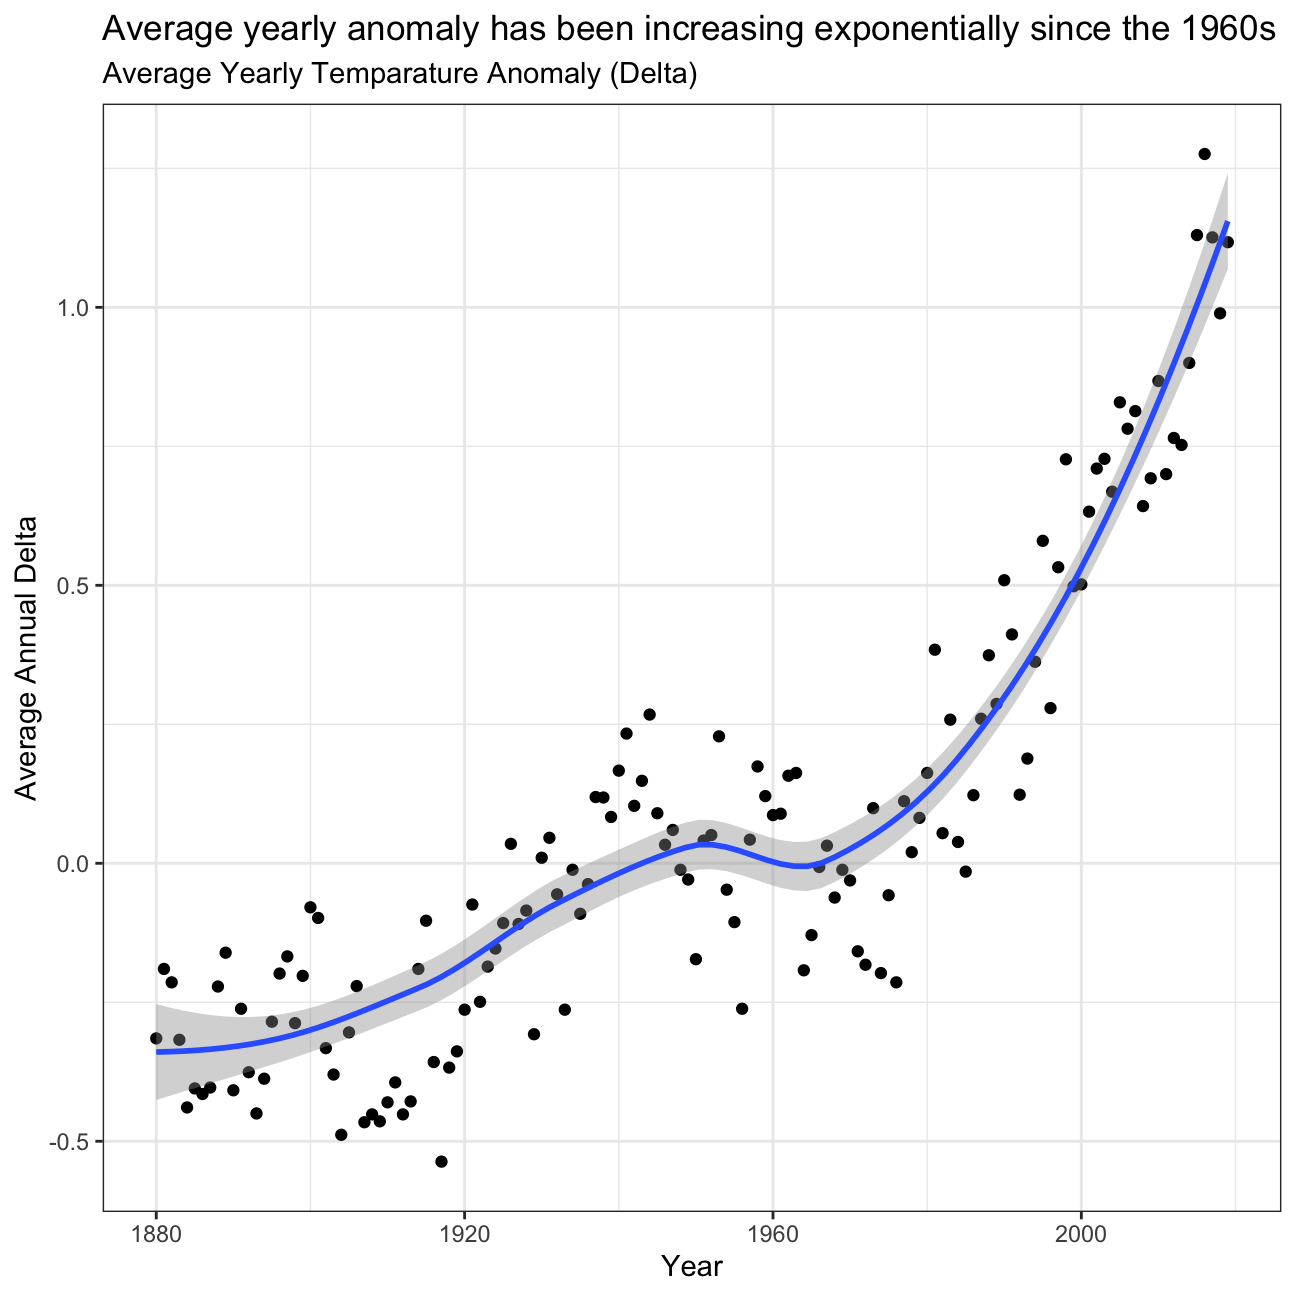 Average yearly anomaly has been increasing exponentially since the 1960s
Average Yearly Temparature Anomaly (Delta)
Average Annual Delta
1.0
0.5
0.0
-0.5
1880
1920
1960
2000
Year